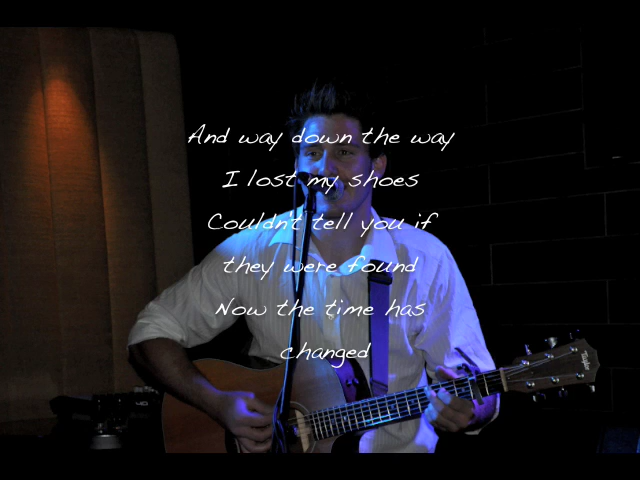 And way down the way
I lost my shoes
Couldn't tell you if
they were found
Now the time has
changed